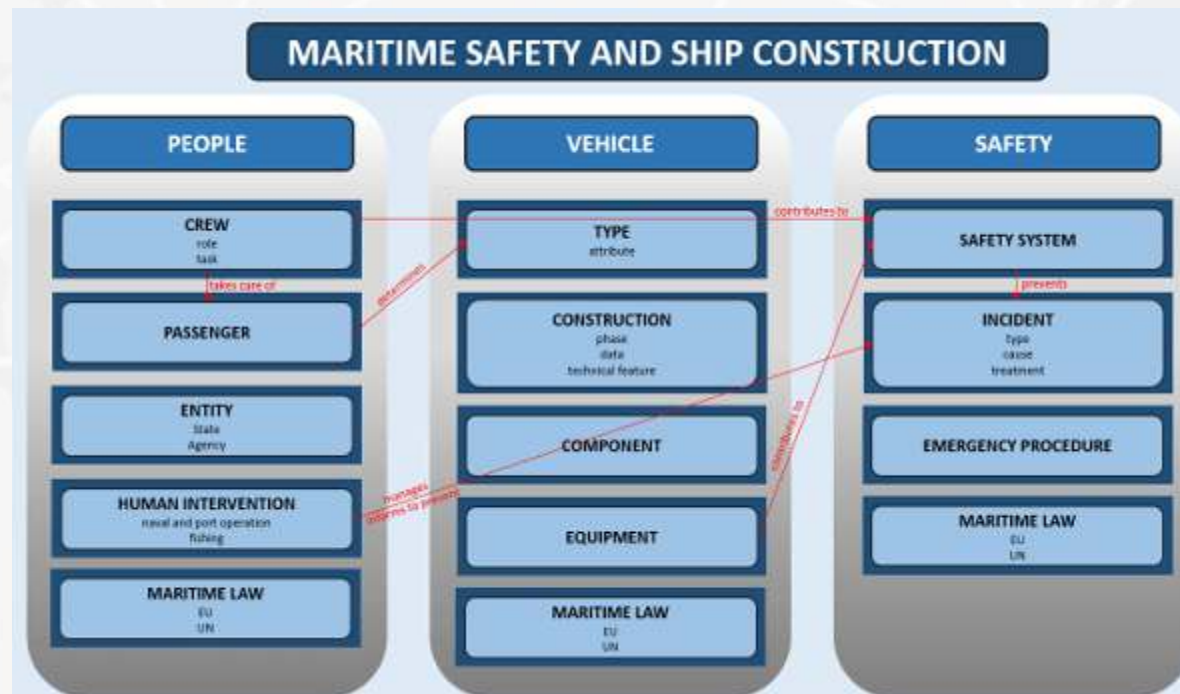 MARITIME SAFETY AND SHIP CONSTRUCTION
PEOPLE
CREW
role
task
takes care of
PASSENGER
ENTITY
State
Agency
HUMAN INTERVENTION
naval and port operation
fishing
MARITIME LAW
EU
UN
determines
manages
informs to prevent
VEHICLE
TYPE
attribute
CONSTRUCTION
phase
data
technical feature
COMPONENT
EQUIPMENT
MARITIME LAW
EU
UN
contributes to
contributes to
SAFETY
SAFETY SYSTEM
prevents
INCIDENT
type
cause
treatment
EMERGENCY PROCEDURE
MARITIME LAW
EU
UN